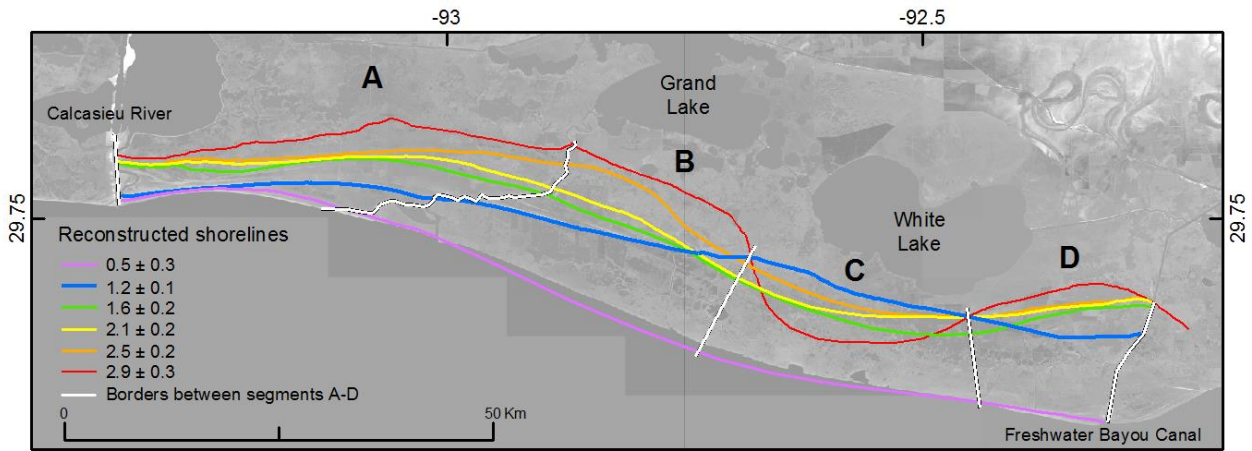 -93
-92.5
A
Grand
Lake
Calcasieu River
B
29.75
29.75
White
Lake
C
D
Reconstructed shorelines
0.5 ± 0.3
1.2 ± 0.1
1.6 ± 0.2
2.1 ± 0.2
2.5 ± 0.2
2.9 ± 0.3
Borders between segments A-D
0
50 Km
Freshwater Bayou Canal